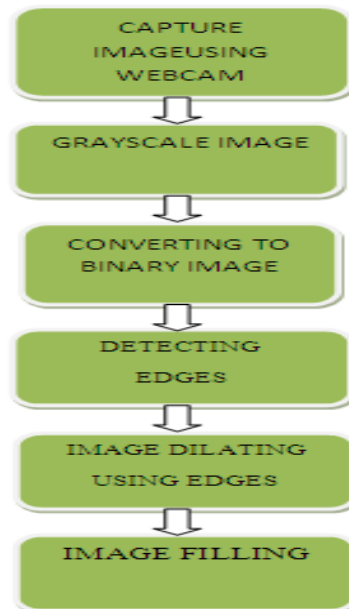 CAPTURE
IMAGEUSING
WEBCAM
GRAYSCALE IMAGE
CONVERTING TO
BINARY IMAGE
DETECTING
EDGES
IMAGE DILATING
USING EDGES
IMAGE FILLING